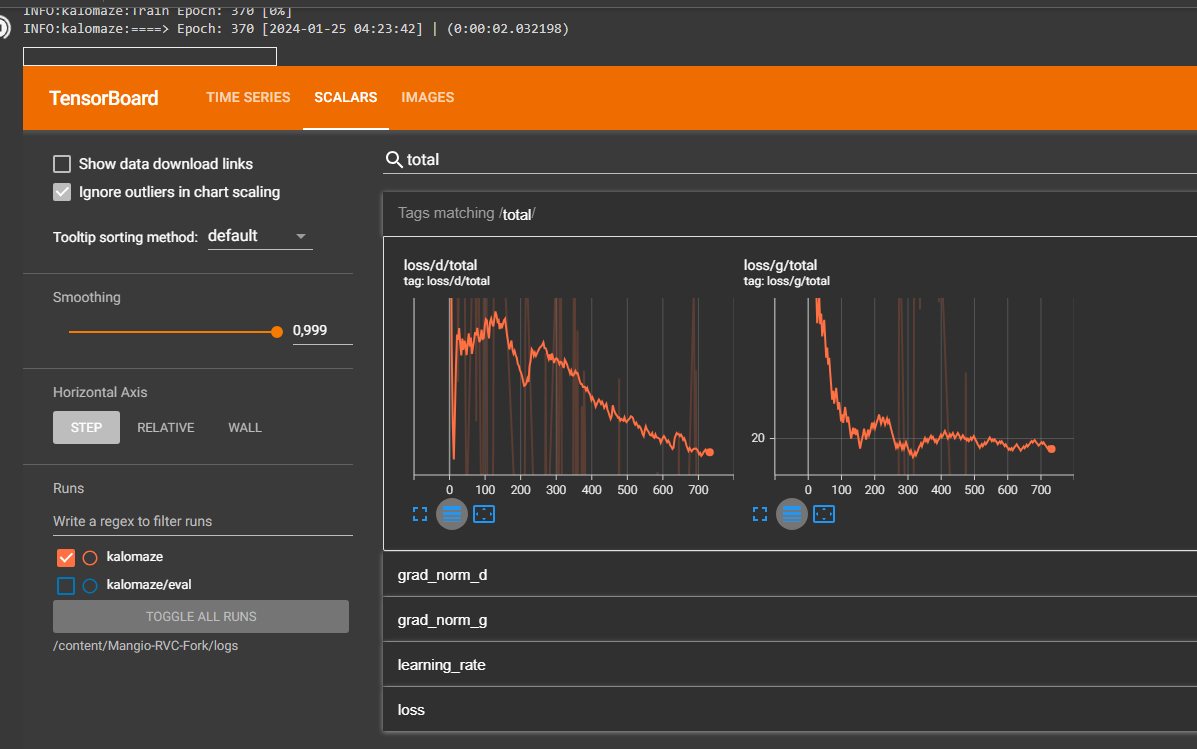 INFO:kalomaze:Train Epoch: 370 [0%]
INFO:kalomaze:====> Epoch: 370 [2024-01-25 04:23:42] | (0:00:02.032198)
TensorBoard TIME SERIES SCALARS IMAGES
Show data download links
Ignore outliers in chart scaling
Tooltip sorting method: default
Smoothing
0,999
Horizontal Axis
STEP RELATIVE WALL
Runs
Write a regex to filter runs
kalomaze
kalomaze/eval
TOGGLE ALL RUNS
/content/Mangio-RVC-Fork/logs
total
Tags matching /total/
loss/d/total
tag: loss/d/total
0 100 200 300 400 500 600 700
loss/g/total
tag: loss/g/total
20
0 100 200 300 400 500 600 700
grad_norm_d
grad_norm_g
learning_rate
loss